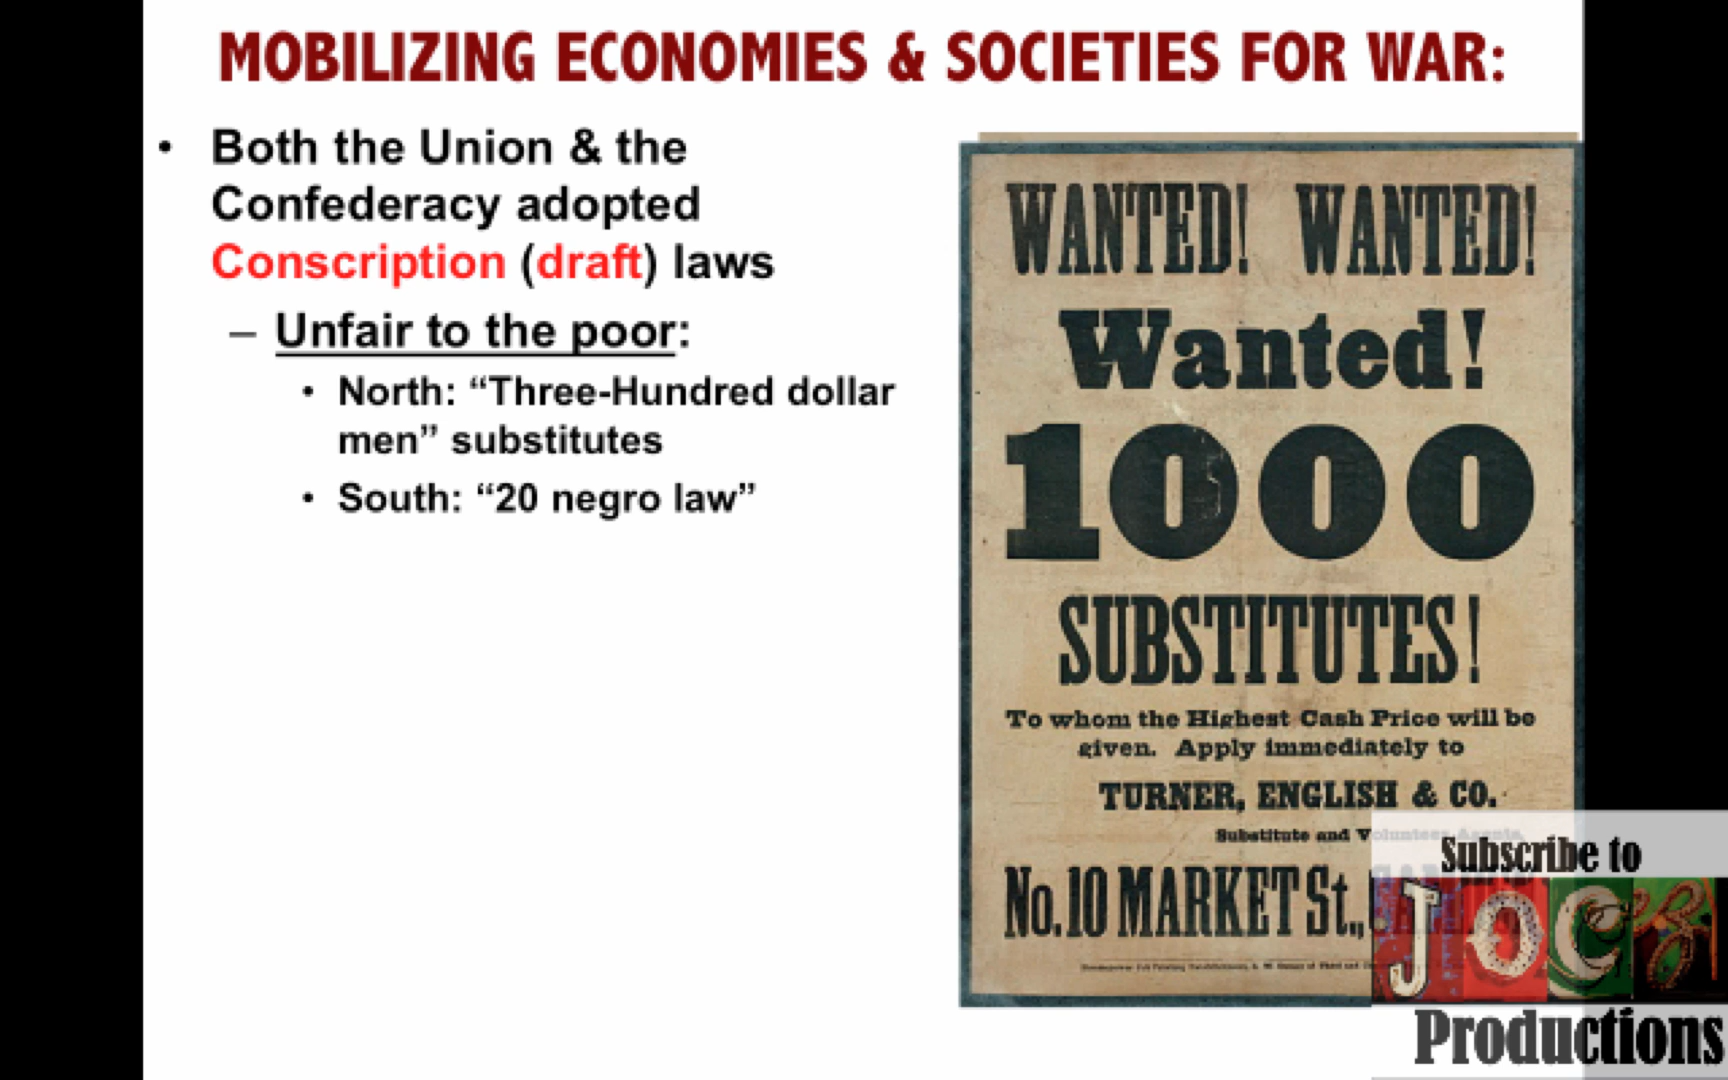 MOBILIZING ECONOMIES & SOCIETIES FOR WAR:
• Both the Union & the
Confederacy adopted
Conscription (draft) laws
– Unfair to the poor:
• North: “Three-Hundred dollar
men” substitutes
• South: “20 negro law”
WANTED! WANTED!
Wanted!
1000
SUBSTITUTES!
To whom the Highest Cash Price will be
given. Apply immediately to
TURNER, ENGLISH & CO.
Substitute and Volunteer Agents,
No. 10 MARKET St.,
Subscribe to
JOCZ
Productions